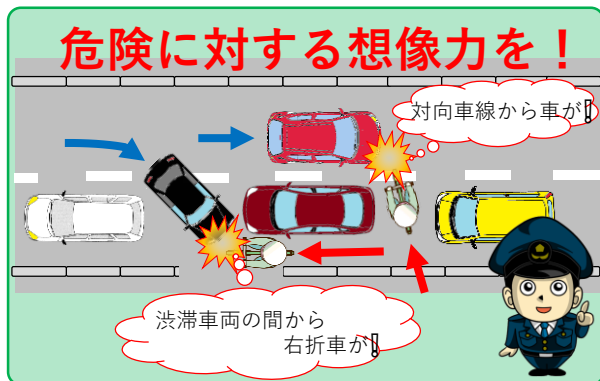 危険に対する想像力を！
対向車線から車が‼
渋滞車両の間から
右折車が‼